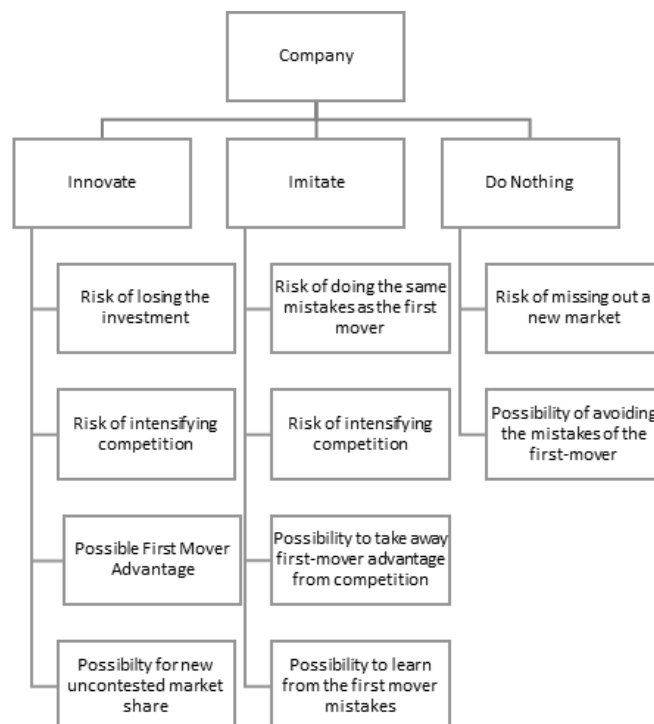 Company
Innovate
Imitate
Do Nothing
Risk of losing the
investment
Risk of intensifying
competition
Possible First Mover
Advantage
Possibilty for new
uncontested market
share
Risk of doing the same
mistakes as the first
mover
Risk of intensifying
competition
Possibility to take away
first-mover advantage
from competition
Possibility to learn
from the first mover
mistakes
Risk of missing out a
new market
Possibility of avoiding
the mistakes of the
first-mover